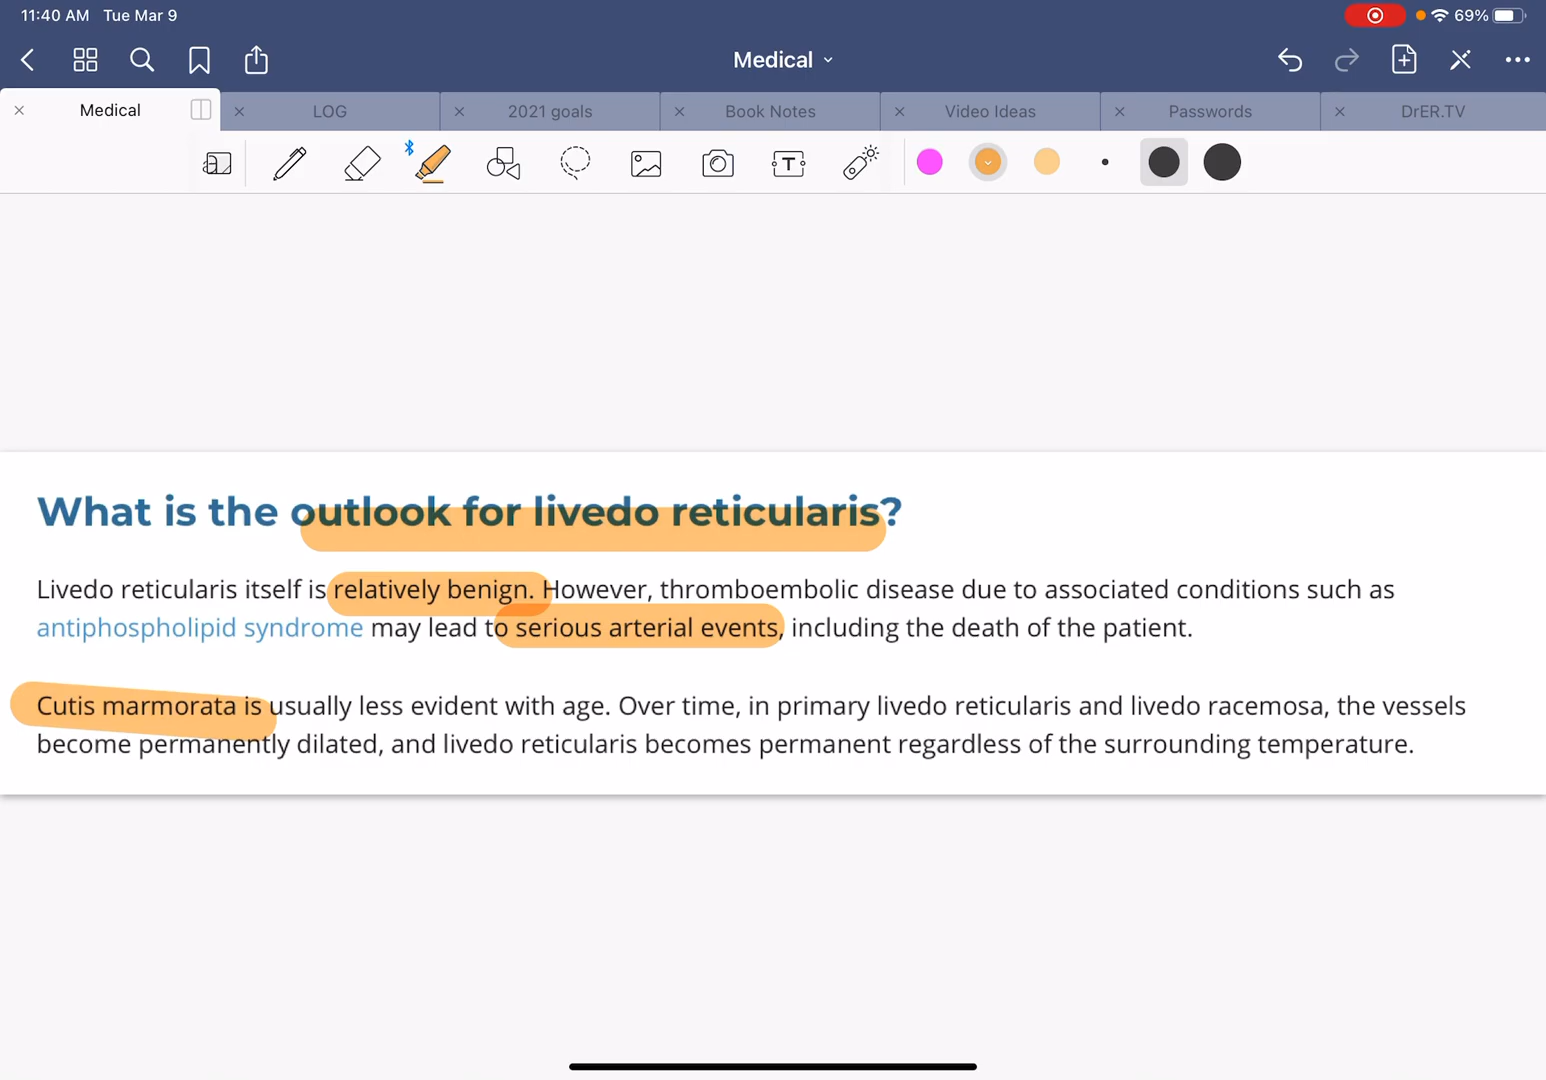 11:40 AM Tue Mar 9
69%
Medical
Medical
LOG
2021 goals
Book Notes
Video Ideas
Passwords
DrER.TV
T
What is the outlook for livedo reticularis?
Livedo reticularis itself is relatively benign. However, thromboembolic disease due to associated conditions such as
antiphospholipid syndrome may lead to serious arterial events, including the death of the patient.
Cutis marmorata is usually less evident with age. Over time, in primary livedo reticularis and livedo racemosa, the vessels
become permanently dilated, and livedo reticularis becomes permanent regardless of the surrounding temperature.